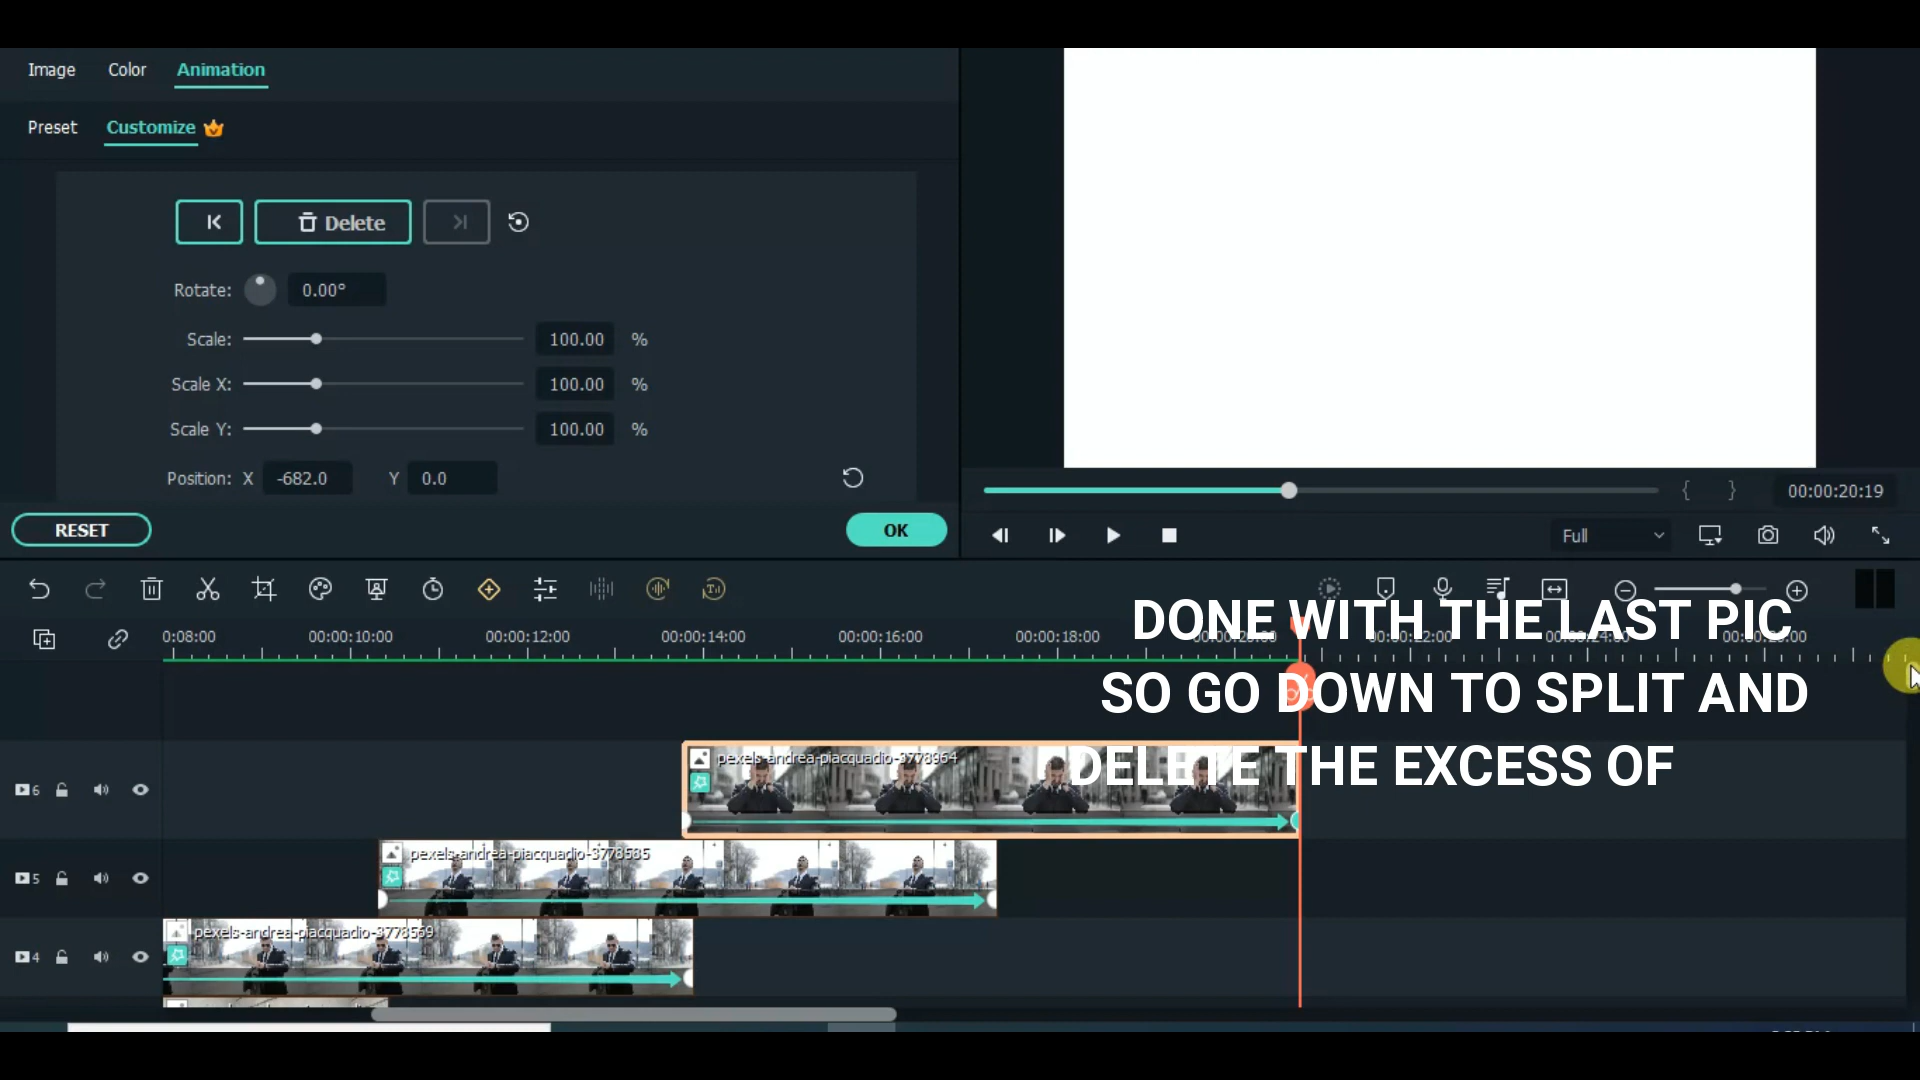 Image Color Animation
Preset Customize
Delete
Rotate: 0.00°
Scale: 100.00 %
Scale X: 100.00 %
Scale Y: 100.00 %
Position: X -682.0 Y 0.0
RESET OK
{ } 00:00:20:19
Full
0:08:00 00:00:10:00 00:00:12:00 00:00:14:00 00:00:16:00 00:00:18:00
DONE WITH THE LAST PIC
SO GO DOWN TO SPLIT AND
DELETE THE EXCESS OF
6 pexels-andrea-piacquadio-3778964
5 pexels-andrea-piacquadio-3778585
4 pexels-andrea-piacquadio-3778569